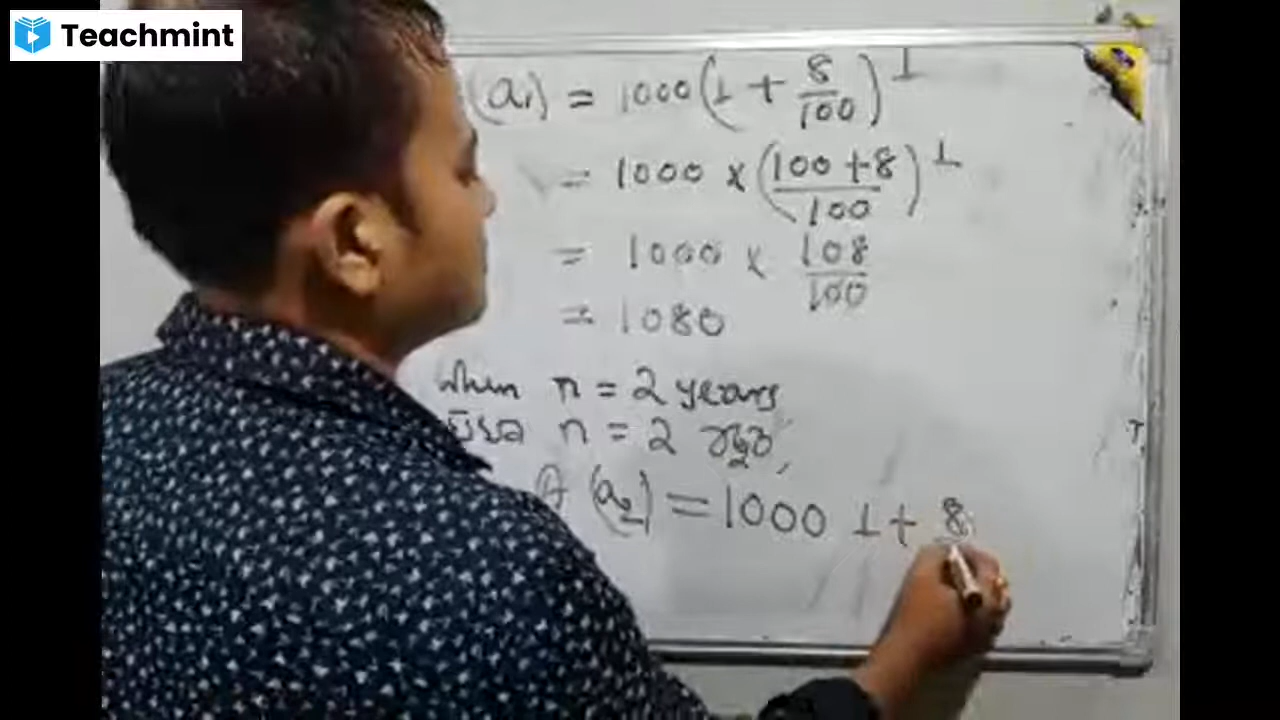 Teachmint
(a₁) = 1000(1 + 8/100)¹
= 1000 × (100 + 8/100)¹
= 1000 × 108/100
= 1080
when n = 2 years
n = 2
A (a₂) = 1000 1 + 8